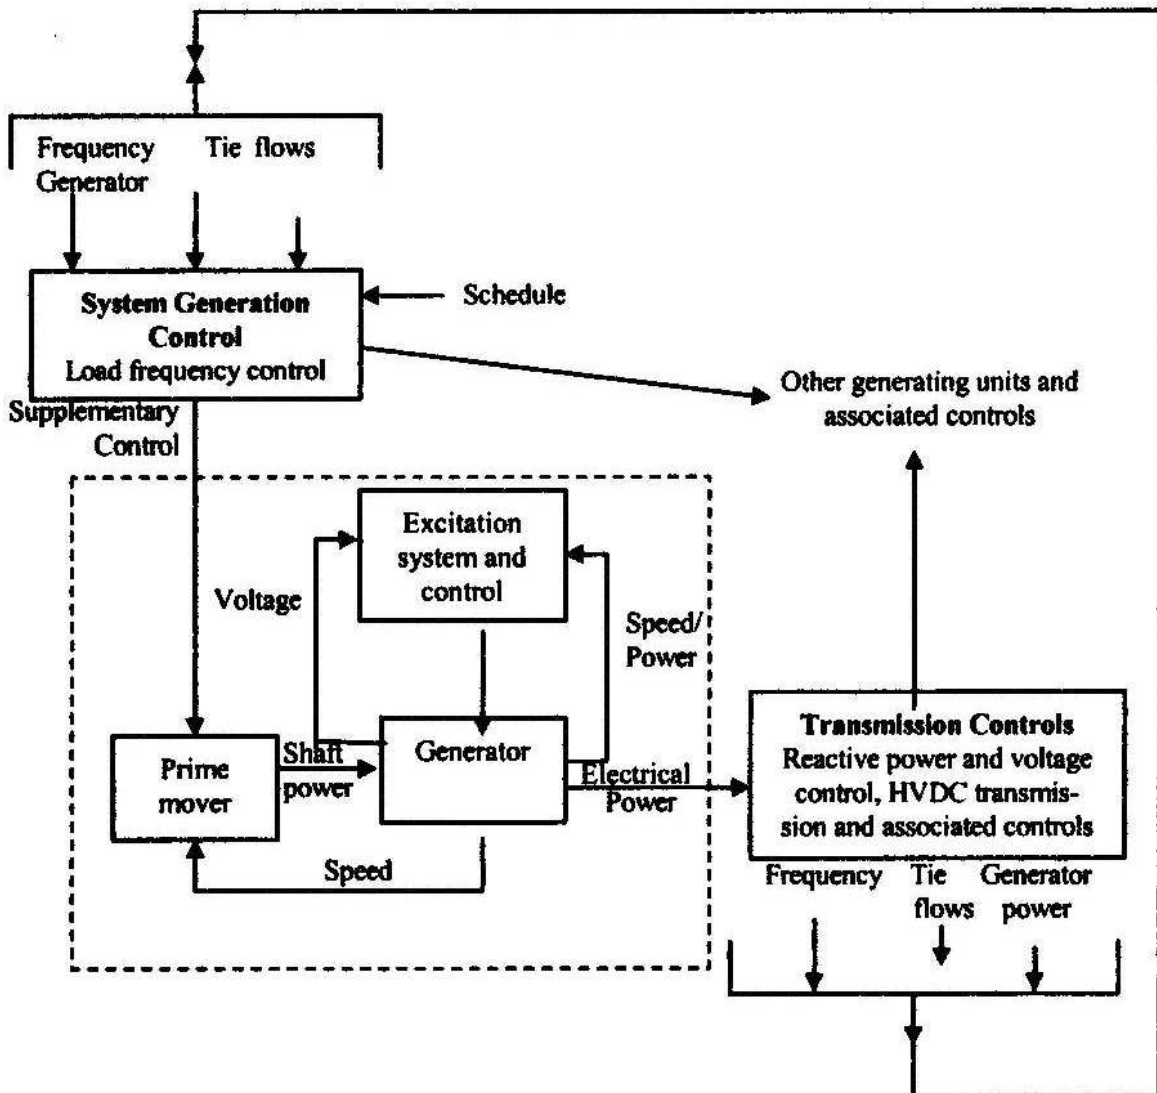 Frequency Tie flows
Generator
System Generation
Control
Load frequency control
Schedule
Other generating units and
associated controls
Supplementary
Control
Excitation
system and
control
Voltage
Speed/
Power
Prime
mover
Shaft
power
Generator
Electrical
Power
Speed
Transmission Controls
Reactive power and voltage
control, HVDC transmis-
sion and associated controls
Frequency Tie Generator
flows power